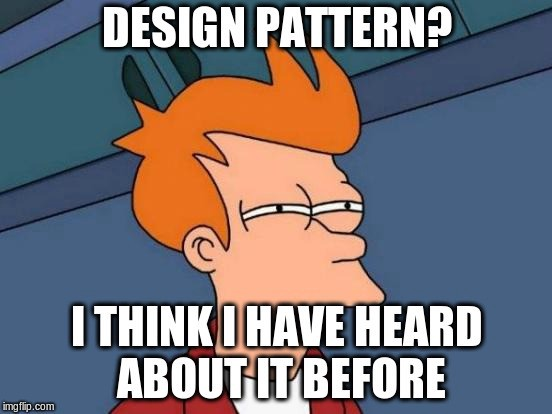 DESIGN PATTERN?
I THINK I HAVE HEARD
ABOUT IT BEFORE
imgflip.com